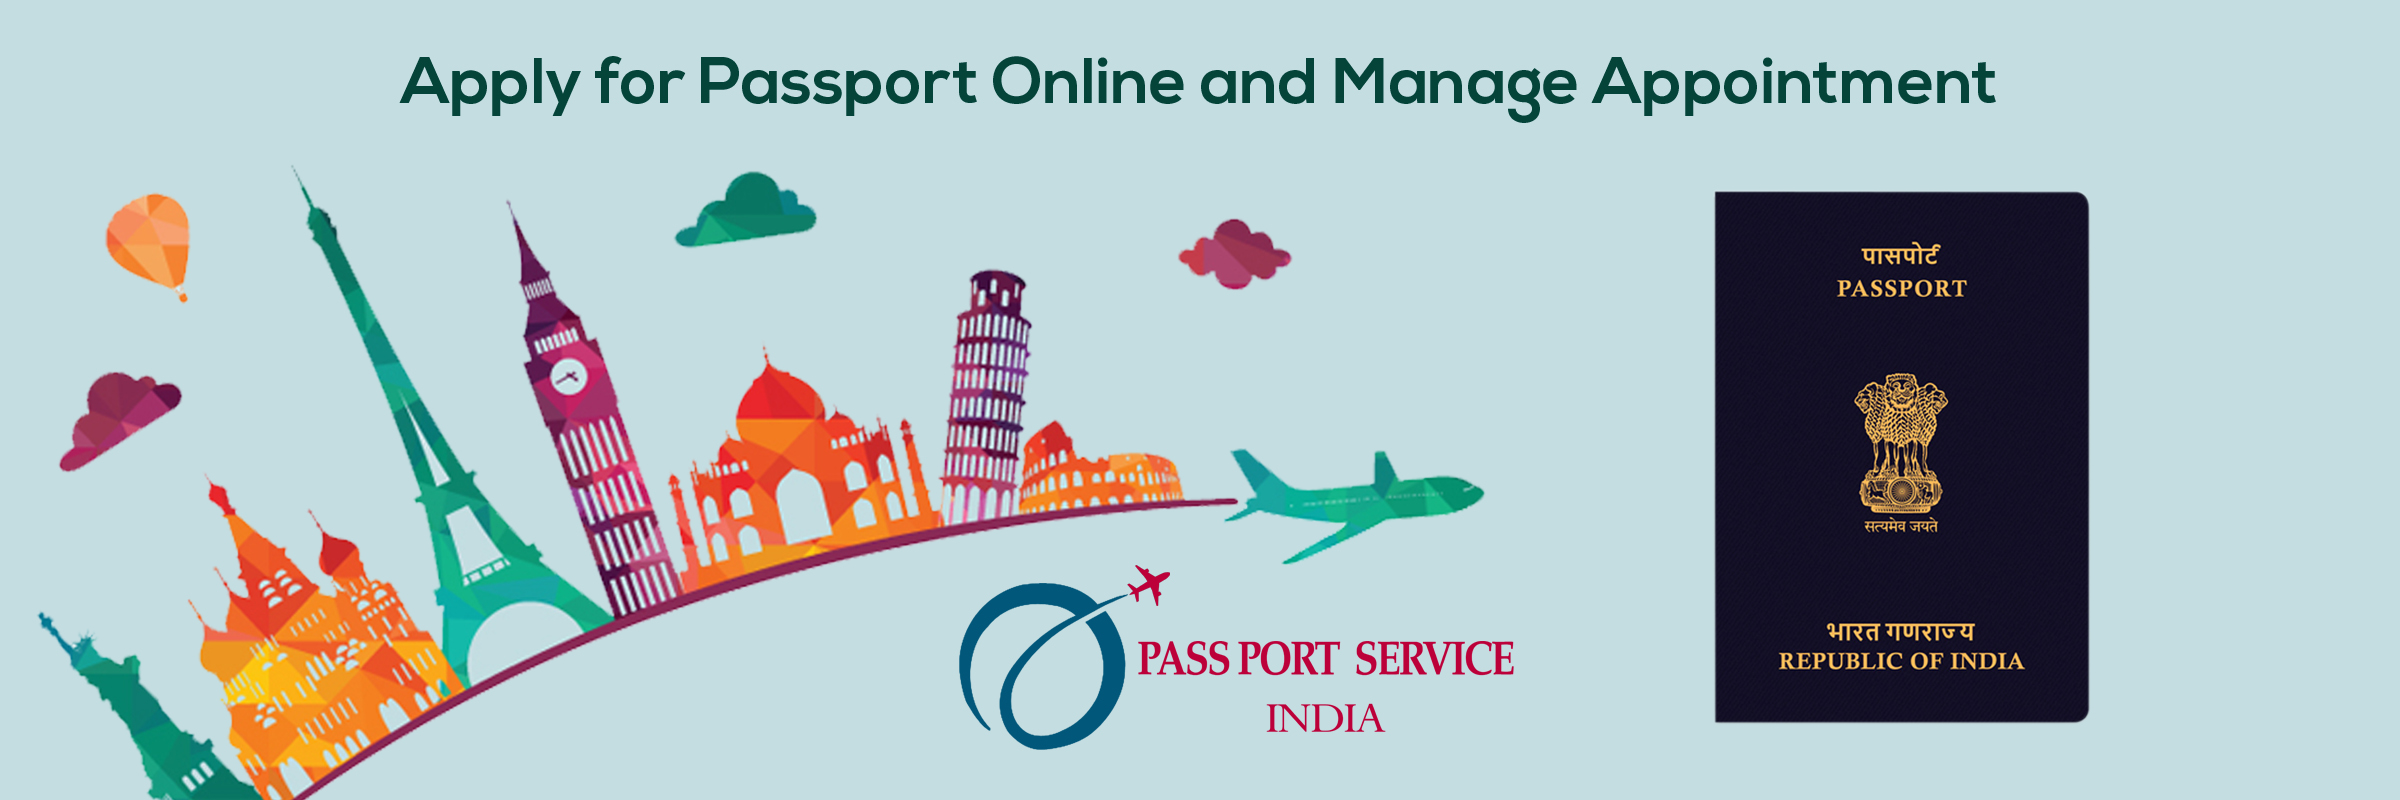 Apply for Passport Online and Manage Appointment
पासपोर्ट
PASSPORT
सत्यमेव जयते
भारत गणराज्य
REPUBLIC OF INDIA
PASS PORT SERVICE
INDIA